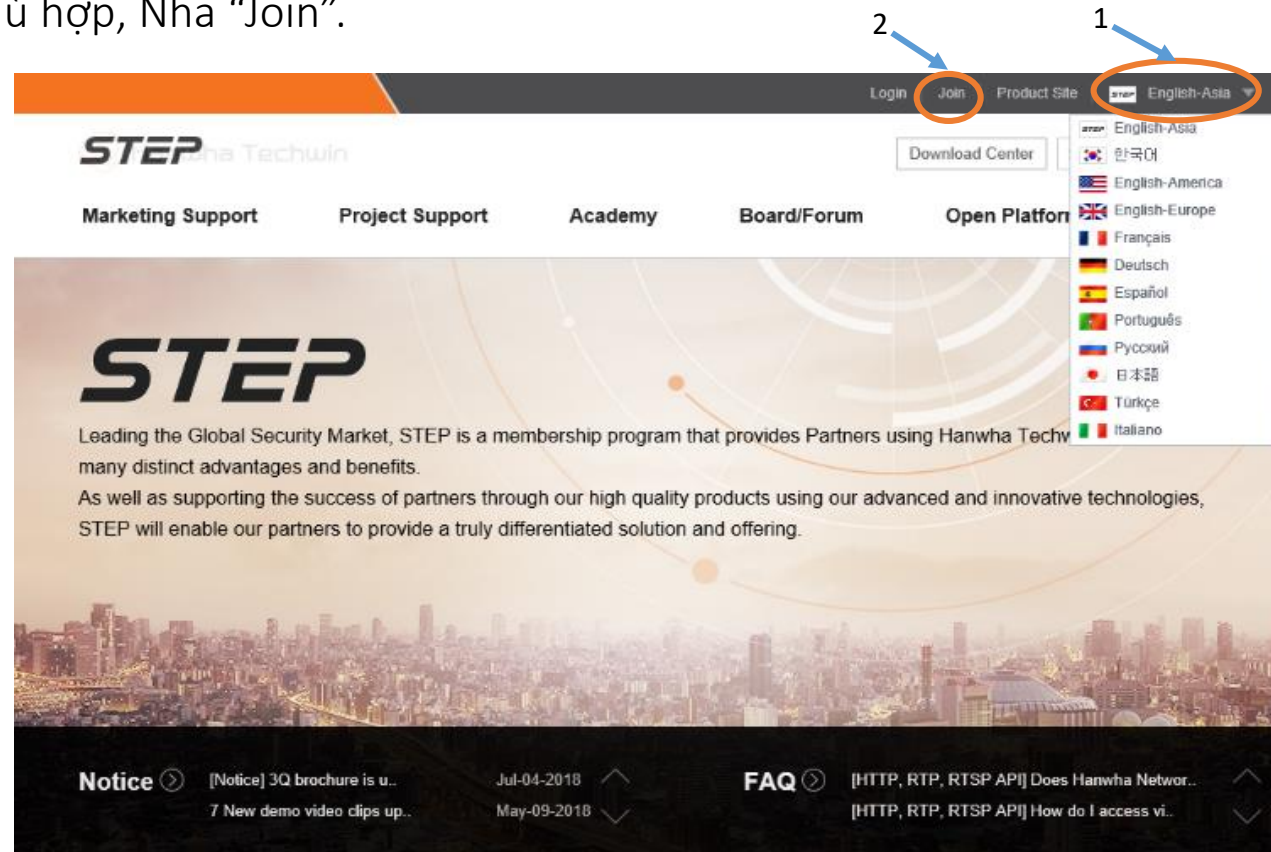 ù hợp, Nhấ “Join”.
2
1
Login Join Product Site STEP English-Asia
STEP
Hanwha Techwin
Download Center
STEP English-Asia
한국어
English-America
English-Europe
Français
Deutsch
Español
Português
Русский
日本語
Türkçe
Italiano
Marketing Support Project Support Academy Board/Forum Open Platform
STEP
Leading the Global Security Market, STEP is a membership program that provides Partners using Hanwha Techw
many distinct advantages and benefits.
As well as supporting the success of partners through our high quality products using our advanced and innovative technologies,
STEP will enable our partners to provide a truly differentiated solution and offering.
Notice [Notice] 3Q brochure is u.. Jul-04-2018
7 New demo video clips up.. May-09-2018
FAQ [HTTP, RTP, RTSP API] Does Hanwha Networ..
[HTTP, RTP, RTSP API] How do I access vi..